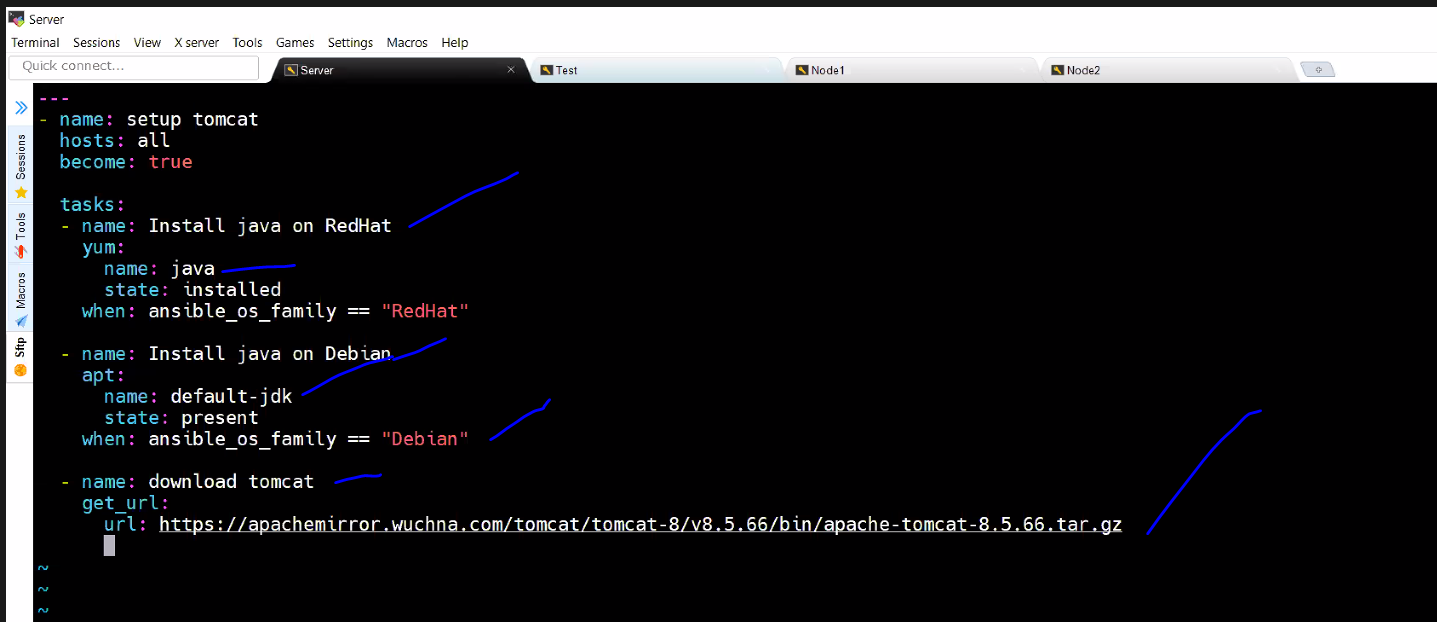 Server
Terminal Sessions View X server Tools Games Settings Macros Help
Quick connect...
Server
Test
Node1
Node2
Sessions
Tools
Macros
Sftp
---
- name: setup tomcat
  hosts: all
  become: true

  tasks:
  - name: Install java on RedHat
    yum:
      name: java
      state: installed
    when: ansible_os_family == "RedHat"

  - name: Install java on Debian
    apt:
      name: default-jdk
      state: present
    when: ansible_os_family == "Debian"

  - name: download tomcat
    get_url:
      url: https://apachemirror.wuchna.com/tomcat/tomcat-8/v8.5.66/bin/apache-tomcat-8.5.66.tar.gz
~
~
~